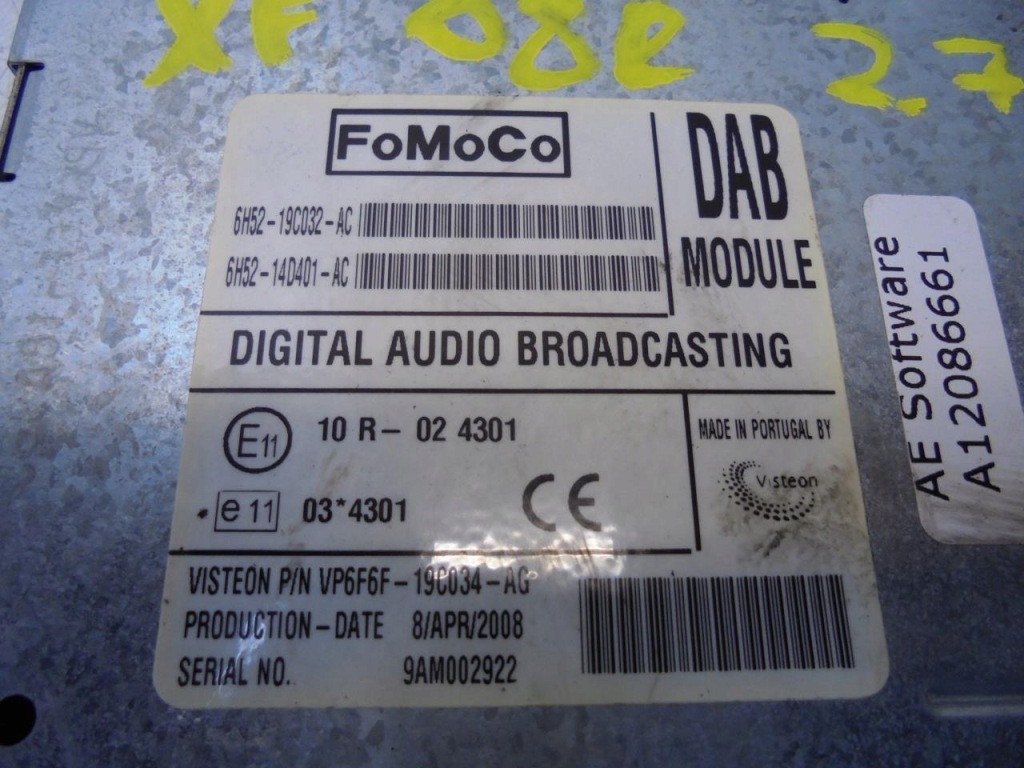 XF 08R 2.7
FoMoCo
DAB
MODULE
6H52-19C032-AC
6H52-14D401-AC
DIGITAL AUDIO BROADCASTING
E11 10 R- 02 4301
e 11 03*4301
CE
MADE IN PORTUGAL BY
Visteon
VISTEON P/N VP6F6F-19C034-AG
PRODUCTION-DATE 8/APR/2008
SERIAL NO. 9AM002922
AE Software
A12086661